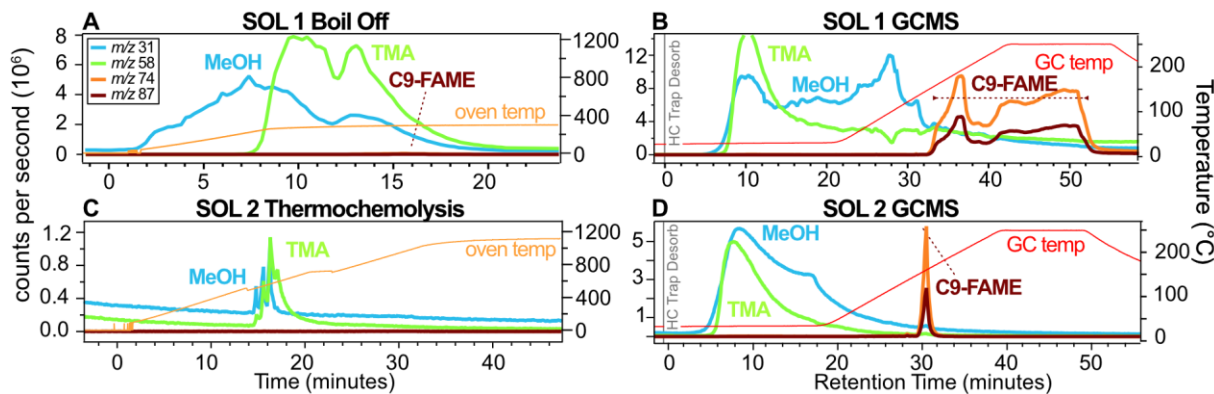 A SOL 1 Boil Off
counts per second (10⁶)
8
6
4
2
0
m/z 31
m/z 58
m/z 74
m/z 87
MeOH
TMA
C9-FAME
oven temp
1200
800
400
0
0 5 10 15 20
B SOL 1 GCMS
12
8
4
0
HC Trap Desorb
TMA
MeOH
GC temp
C9-FAME
200
150
100
50
0
0 10 20 30 40 50
Temperature (°C)
C SOL 2 Thermochemolysis
1.2
0.8
0.4
0.0
MeOH
TMA
oven temp
1200
800
400
0
0 10 20 30 40
Time (minutes)
D SOL 2 GCMS
5
3
1
HC Trap Desorb
MeOH
TMA
GC temp
C9-FAME
200
150
100
50
0
0 10 20 30 40 50
Retention Time (minutes)